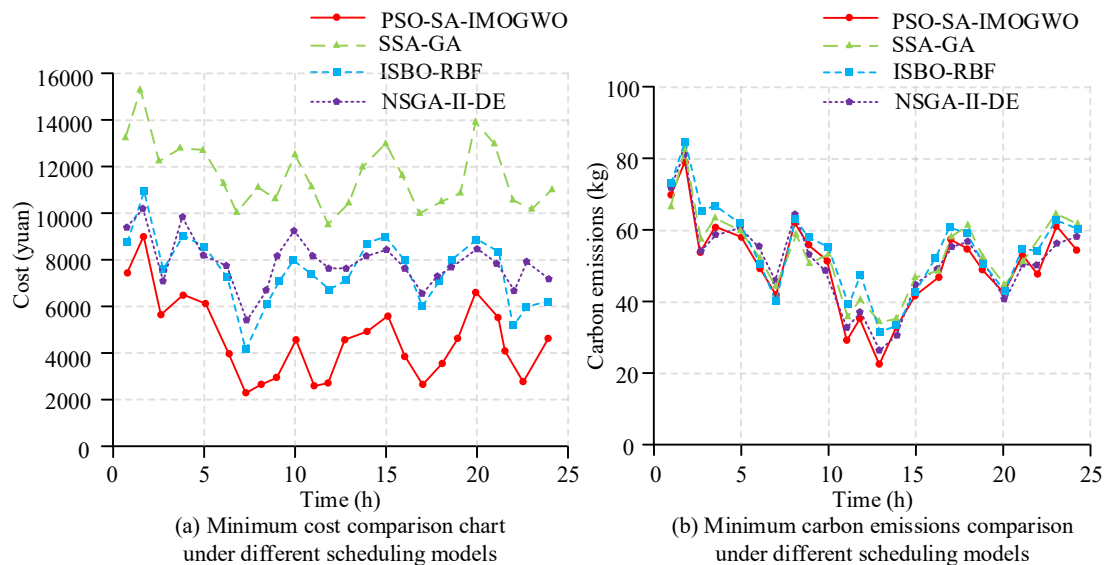 PSO-SA-IMOGWO
SSA-GA
ISBO-RBF
NSGA-II-DE
16000
14000
12000
10000
8000
6000
4000
2000
0
Cost (yuan)
0
5
10
15
20
25
Time (h)
(a) Minimum cost comparison chart
under different scheduling models
PSO-SA-IMOGWO
SSA-GA
ISBO-RBF
NSGA-II-DE
100
80
60
40
20
0
Carbon emissions (kg)
0
5
10
15
20
25
Time (h)
(b) Minimum carbon emissions comparison
under different scheduling models